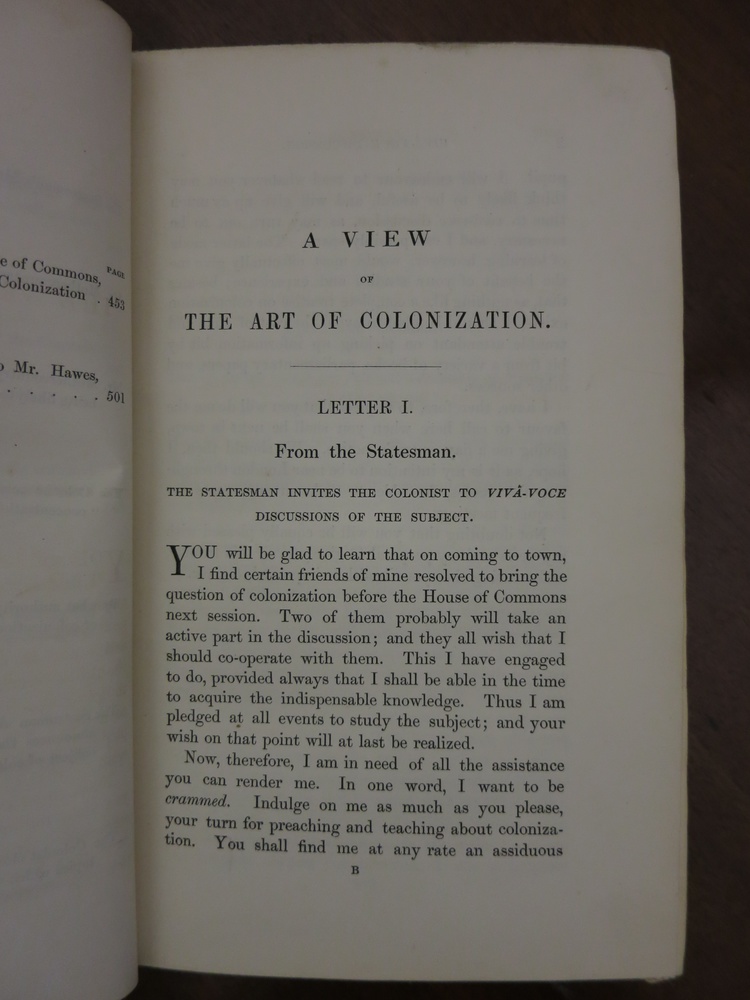 e of Commons,
PAGE
Colonization . 453
Mr. Hawes,
. . . . . 501
A VIEW
OF
THE ART OF COLONIZATION.
LETTER I.
From the Statesman.
THE STATESMAN INVITES THE COLONIST TO VIVÂ-VOCE
DISCUSSIONS OF THE SUBJECT.
YOU will be glad to learn that on coming to town,
I find certain friends of mine resolved to bring the
question of colonization before the House of Commons
next session. Two of them probably will take an
active part in the discussion; and they all wish that I
should co-operate with them. This I have engaged
to do, provided always that I shall be able in the time
to acquire the indispensable knowledge. Thus I am
pledged at all events to study the subject; and your
wish on that point will at last be realized.
Now, therefore, I am in need of all the assistance
you can render me. In one word, I want to be
crammed. Indulge on me as much as you please,
your turn for preaching and teaching about coloniza-
tion. You shall find me at any rate an assiduous
B